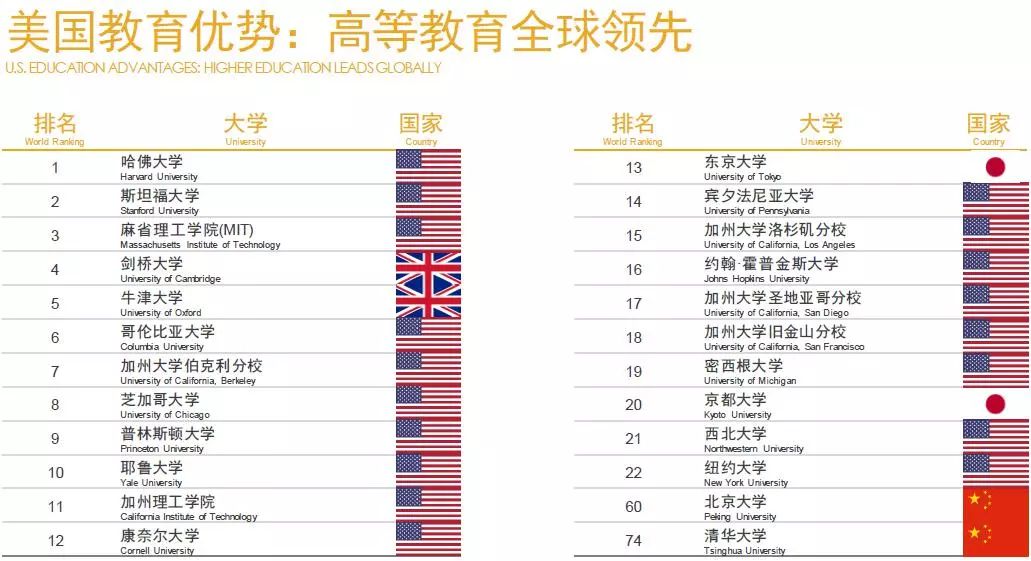 美国教育优势：高等教育全球领先
U.S. EDUCATION ADVANTAGES: HIGHER EDUCATION LEADS GLOBALLY
排名 大学 国家
World Ranking University Country
1 哈佛大学
Harvard University
2 斯坦福大学
Stanford University
3 麻省理工学院(MIT)
Massachusetts Institute of Technology
4 剑桥大学
University of Cambridge
5 牛津大学
University of Oxford
6 哥伦比亚大学
Columbia University
7 加州大学伯克利分校
University of California, Berkeley
8 芝加哥大学
University of Chicago
9 普林斯顿大学
Princeton University
10 耶鲁大学
Yale University
11 加州理工学院
California Institute of Technology
12 康奈尔大学
Cornell University
排名 大学 国家
World Ranking University Country
13 东京大学
University of Tokyo
14 宾夕法尼亚大学
University of Pennsylvania
15 加州大学洛杉矶分校
University of California, Los Angeles
16 约翰·霍普金斯大学
Johns Hopkins University
17 加州大学圣地亚哥分校
University of California, San Diego
18 加州大学旧金山分校
University of California, San Francisco
19 密西根大学
University of Michigan
20 京都大学
Kyoto University
21 西北大学
Northwestern University
22 纽约大学
New York University
60 北京大学
Peking University
74 清华大学
Tsinghua University